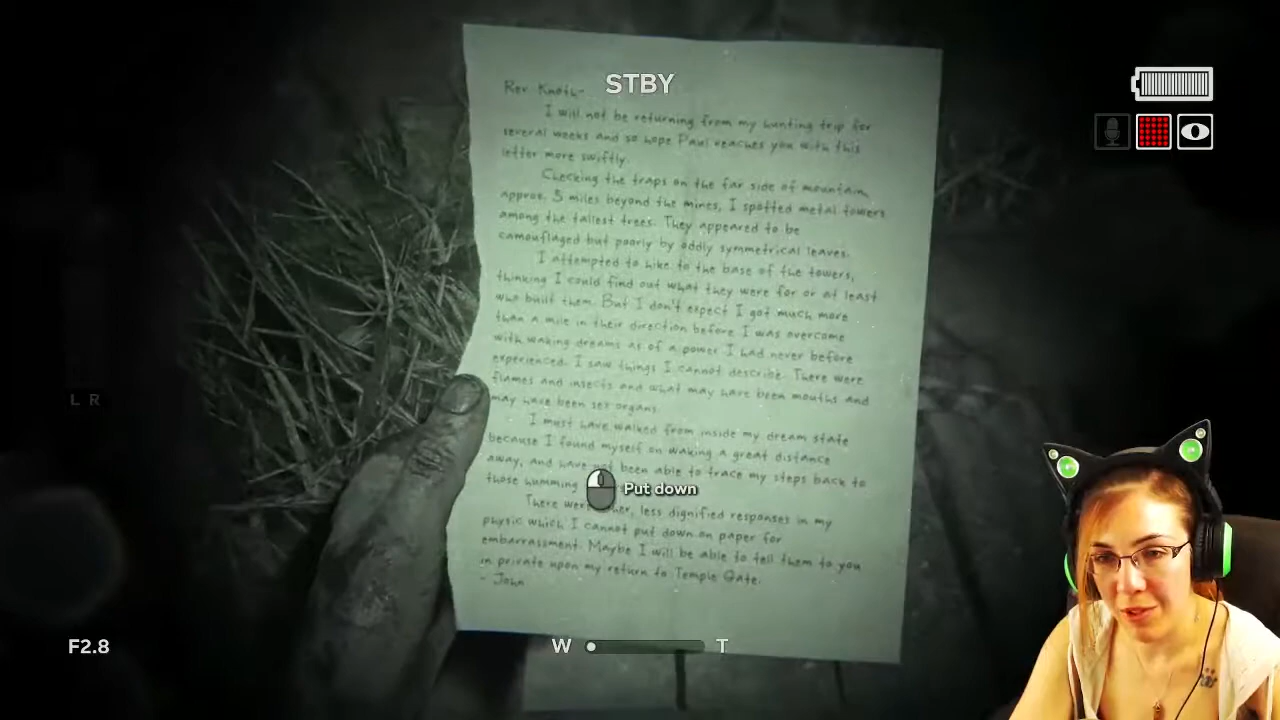 STBY
Rev Knoth-
I will not be returning from my hunting trip for
several weeks and so hope Paul reaches you with this
letter more swiftly.
Checking the traps on the far side of mountain,
approx. 5 miles beyond the mines, I spotted metal towers
among the tallest trees. They appeared to be
camouflaged but poorly by oddly symmetrical leaves.
I attempted to hike to the base of the towers,
thinking I could find out what they were for or at least
who built them. But I don't expect I got much more
than a mile in their direction before I was overcome
with waking dreams as of a power I had never before
experienced. I saw things I cannot describe. There were
flames and insects and what may have been mouths and
may have been sex organs.
I must have walked from inside my dream state
because I found myself on waking a great distance
away, and have not been able to trace my steps back to
those humming
Put down
There less dignified responses in my
physic which I cannot put down on paper for
embarrassment. Maybe I will be able to tell them to you
in private upon my return to Temple Gate.
- John
L R
F2.8
W T